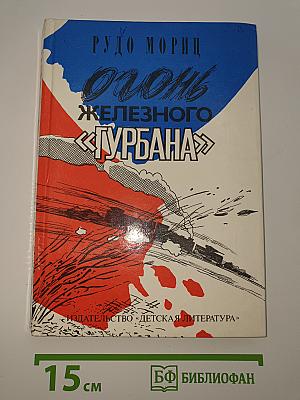 РУДО МОРИЦ
ОГОНЬ
ЖЕЛЕЗНОГО
«ГУРБАНА»
ИЗДАТЕЛЬСТВО «ДЕТСКАЯ ЛИТЕРАТУРА»
15 см
БФ БИБЛИОФАН